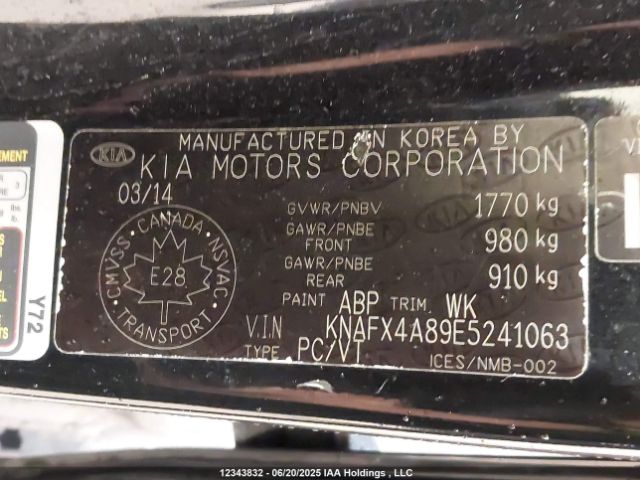 MANUFACTURED IN KOREA BY
KIA KIA MOTORS CORPORATION
03/14
GVWR/PNBV 1770 kg
GAWR/PNBE FRONT 980 kg
GAWR/PNBE REAR 910 kg
PAINT ABP TRIM WK
V.I.N KNAFX4A89E5241063
TYPE PC/VT ICES/NMB-002
CMVSS · CANADA · NSVAC
E28
TRANSPORT
EMENT
3
Y72
12343832 - 06/20/2025 IAA Holdings , LLC